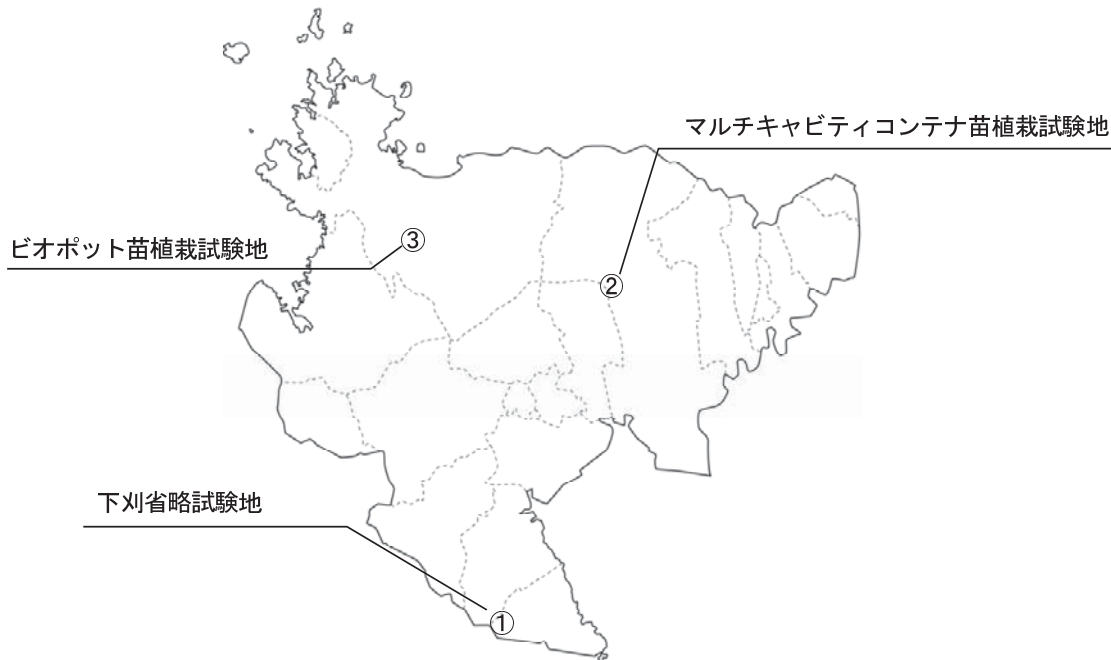 マルチキャビティコンテナ苗植栽試験地
ビオポット苗植栽試験地
③
②
下刈省略試験地
①